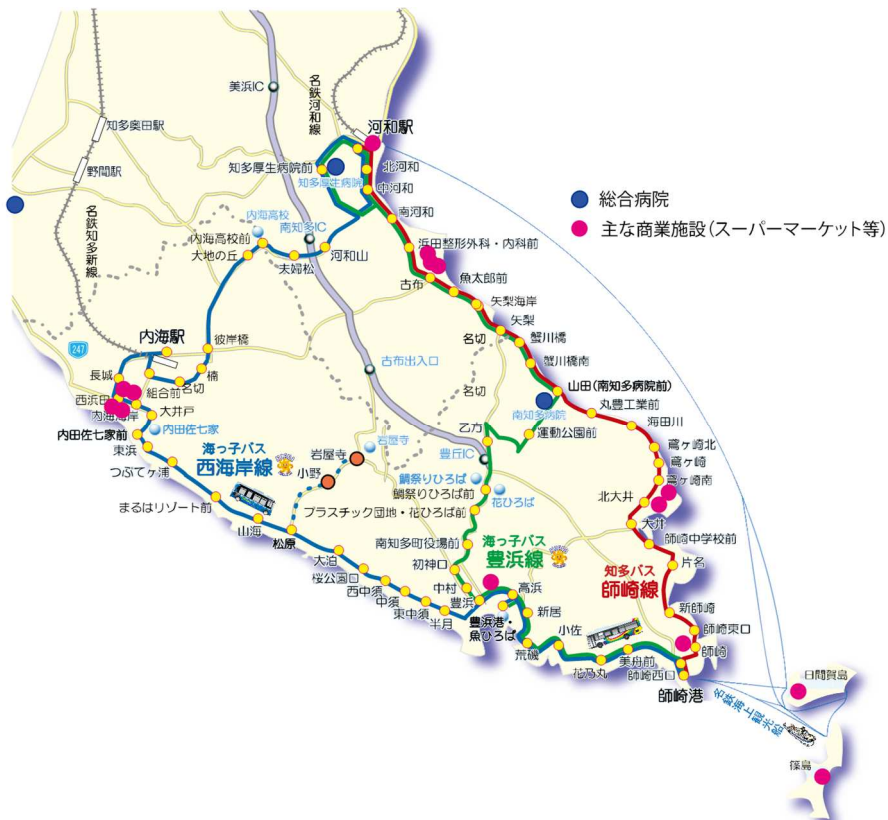 美浜IC
名鉄河和線
河和駅
知多奥田駅
野間駅
名鉄知多新線
知多厚生病院前
知多厚生病院
北河和
中河和
南河和
総合病院
主な商業施設（スーパーマーケット等）
内海高校
内海高校前
南知多IC
大地の丘
夫婦松
河和山
浜田整形外科・内科前
古布
魚太郎前
矢梨海岸
矢梨
名切
蟹川橋
蟹川橋南
247
内海駅
彼岸橋
古布出入口
長城
西浜田
組合前
名切
楠
内海海岸
大井戸
内田佐七家
内田佐七家前
東浜
つぶてヶ浦
名切
山田（南知多病院前）
南知多病院
丸豊工業前
乙方
運動公園前
海田川
鳶ヶ崎北
鳶ヶ崎
鳶ヶ崎南
海っ子バス
西海岸線
岩屋寺
岩屋寺
小野
豊丘IC
鯛祭りひろば
鯛祭りひろば前
花ひろば
プラスチック団地・花ひろば前
まるはリゾート前
山海
松原
北大井
大井
師崎中学校前
片名
南知多町役場前
海っ子バス
豊浜線
知多バス
師崎線
大泊
桜公園口
西中須
中須
東中須
半月
初神口
中村
豊浜
高浜
新居
豊浜港・
魚ひろば
荒磯
小佐
花乃丸
美舟前
新師崎
師崎東口
師崎
師崎西口
師崎港
日間賀島
名鉄海上観光船
篠島